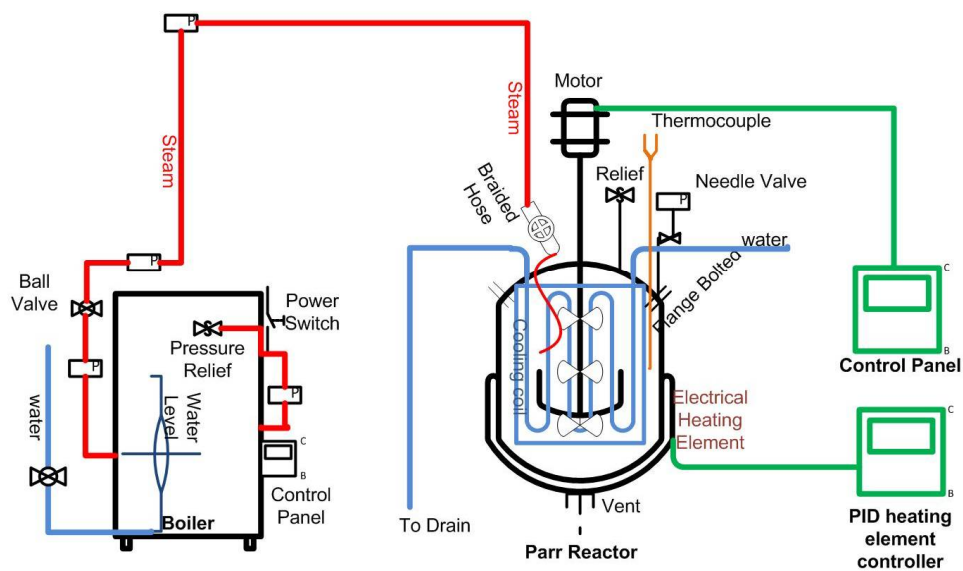 P
Steam
Steam
Motor
Thermocouple
Braided
Hose
Relief
P
Needle Valve
water
P
Ball
Valve
Power
Switch
Pressure
Relief
P
P
water
Water
Level
C
B
Control
Panel
Boiler
To Drain
Cooling coil
Flange Bolted
Electrical
Heating
Element
Vent
Parr Reactor
C
B
Control Panel
C
B
PID heating
element
controller